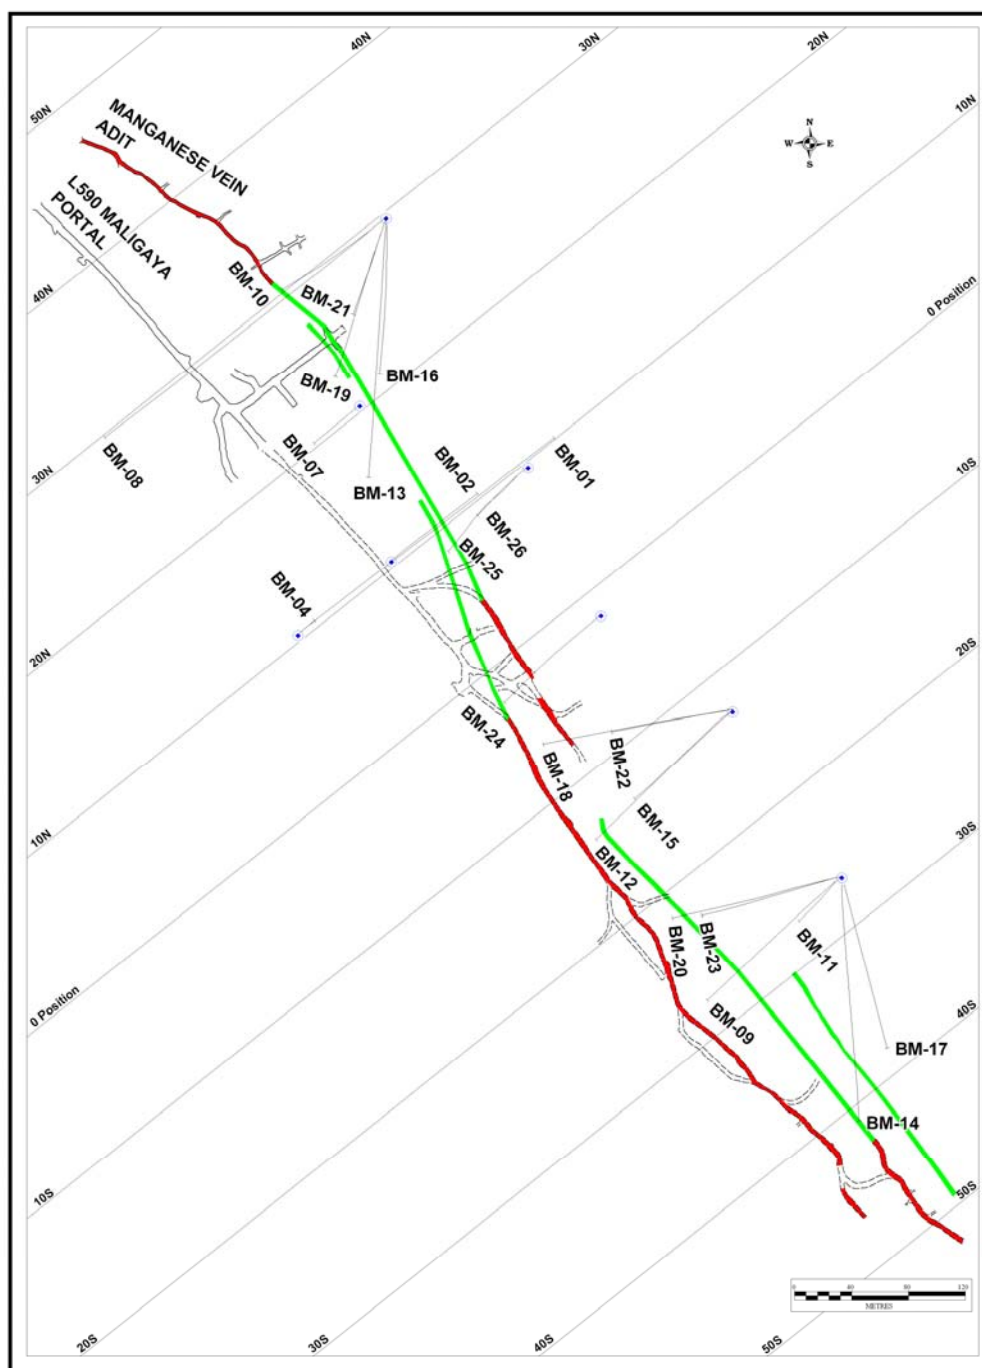 40N
30N
20N
10N
50N
MANGANESE VEIN
ADIT
N
W
E
S
L590 MALIGAYA
PORTAL
BM-10
BM-21
0 Position
40N
BM-19
BM-16
BM-08
BM-07
BM-02
BM-01
10S
30N
BM-13
BM-26
BM-25
BM-04
20N
20S
BM-24
BM-18
BM-22
BM-15
10N
30S
BM-12
BM-20
BM-23
BM-11
0 Position
BM-09
40S
BM-17
BM-14
10S
50S
0
40
80
120
METRES
20S
30S
40S
50S